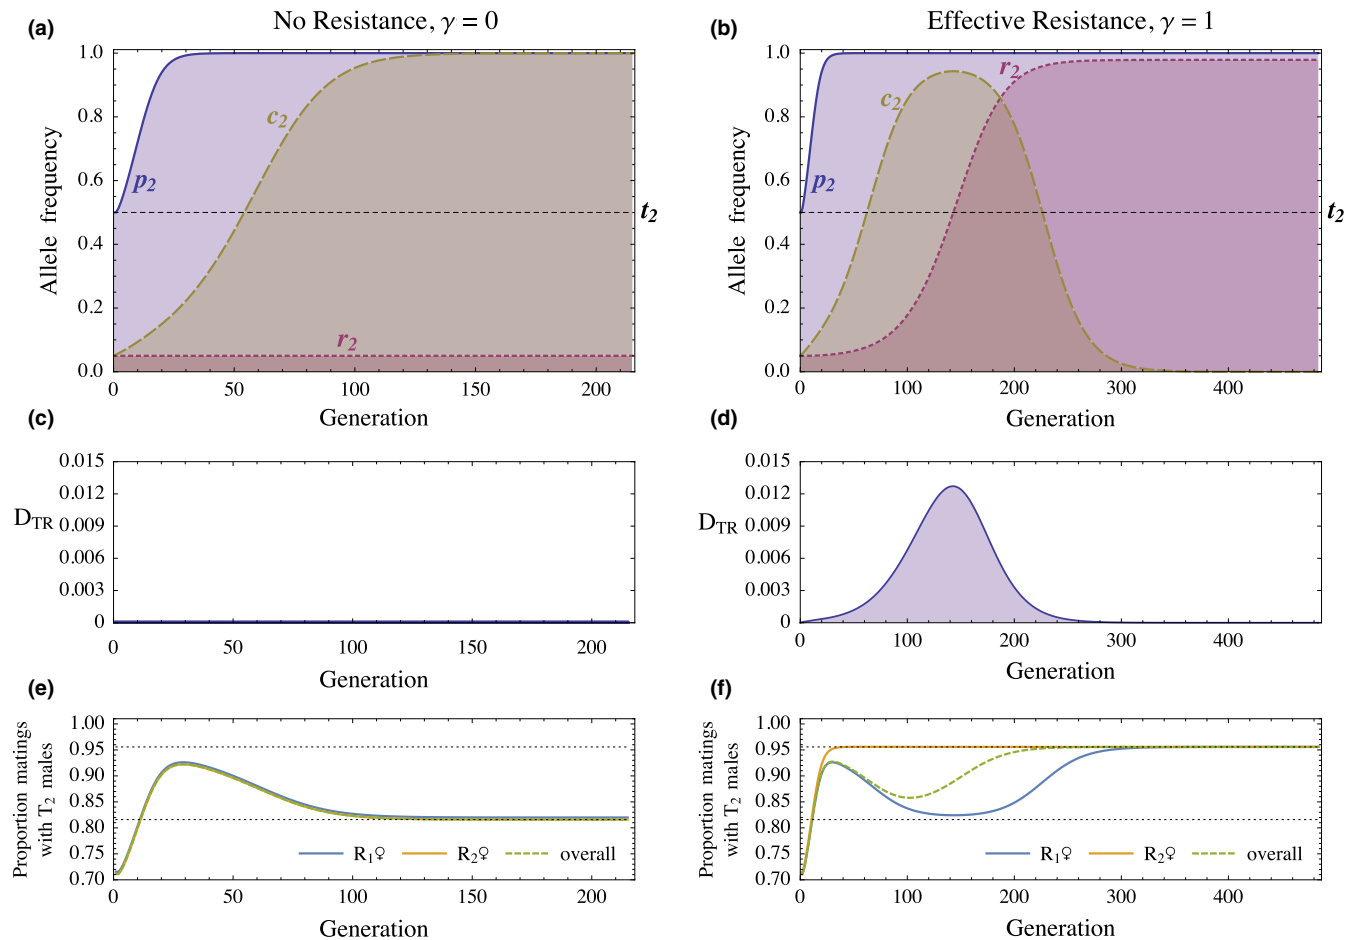 (a) No Resistance, γ = 0
1.0
0.8
0.6
0.4
0.2
0.0
Allele frequency
p2
c2
r2
t2
0 50 100 150 200
Generation
(b) Effective Resistance, γ = 1
1.0
0.8
0.6
0.4
0.2
0.0
Allele frequency
p2
c2
r2
t2
0 100 200 300 400
Generation
(c)
0.015
0.012
0.009
0.006
0.003
0
DTR
0 50 100 150 200
Generation
(d)
0.015
0.012
0.009
0.006
0.003
0
DTR
0 100 200 300 400
Generation
(e)
1.00
0.95
0.90
0.85
0.80
0.75
0.70
Proportion matings
with T2 males
R1♀ R2♀ overall
0 50 100 150 200
Generation
(f)
1.00
0.95
0.90
0.85
0.80
0.75
0.70
Proportion matings
with T2 males
R1♀ R2♀ overall
0 100 200 300 400
Generation